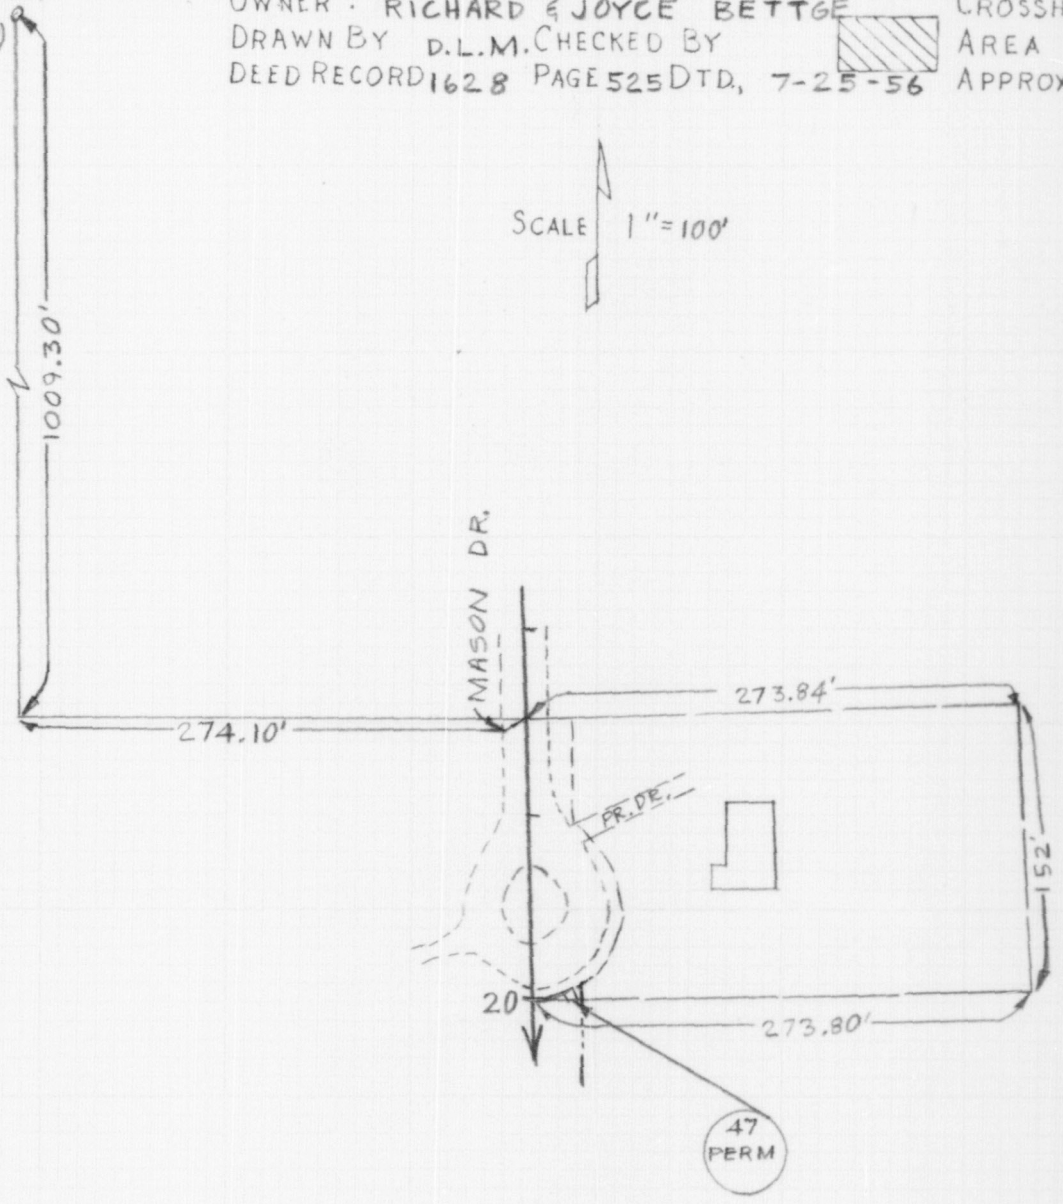 OWNER : RICHARD & JOYCE BETTGE
DRAWN BY D.L.M. CHECKED BY
DEED RECORD 1628 PAGE 525 DTD., 7-25-56
AREA
APPROX
SCALE 1"=100'
1009.30'
MASON DR.
273.84'
274.10'
PR. DR.
152'
20
273.80'
47
PERM